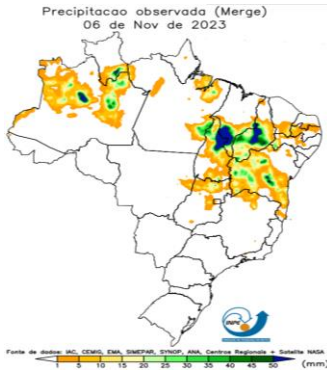 Precipitacao observada (Merge)
06 de Nov de 2023
INPE
Fonte de dados: IAC, CEMIG, EMA, SIMEPAR, SYNOP, ANA, Centros Regionais + Satelite NASA
1 5 10 15 20 25 30 35 40 45 50 (mm)